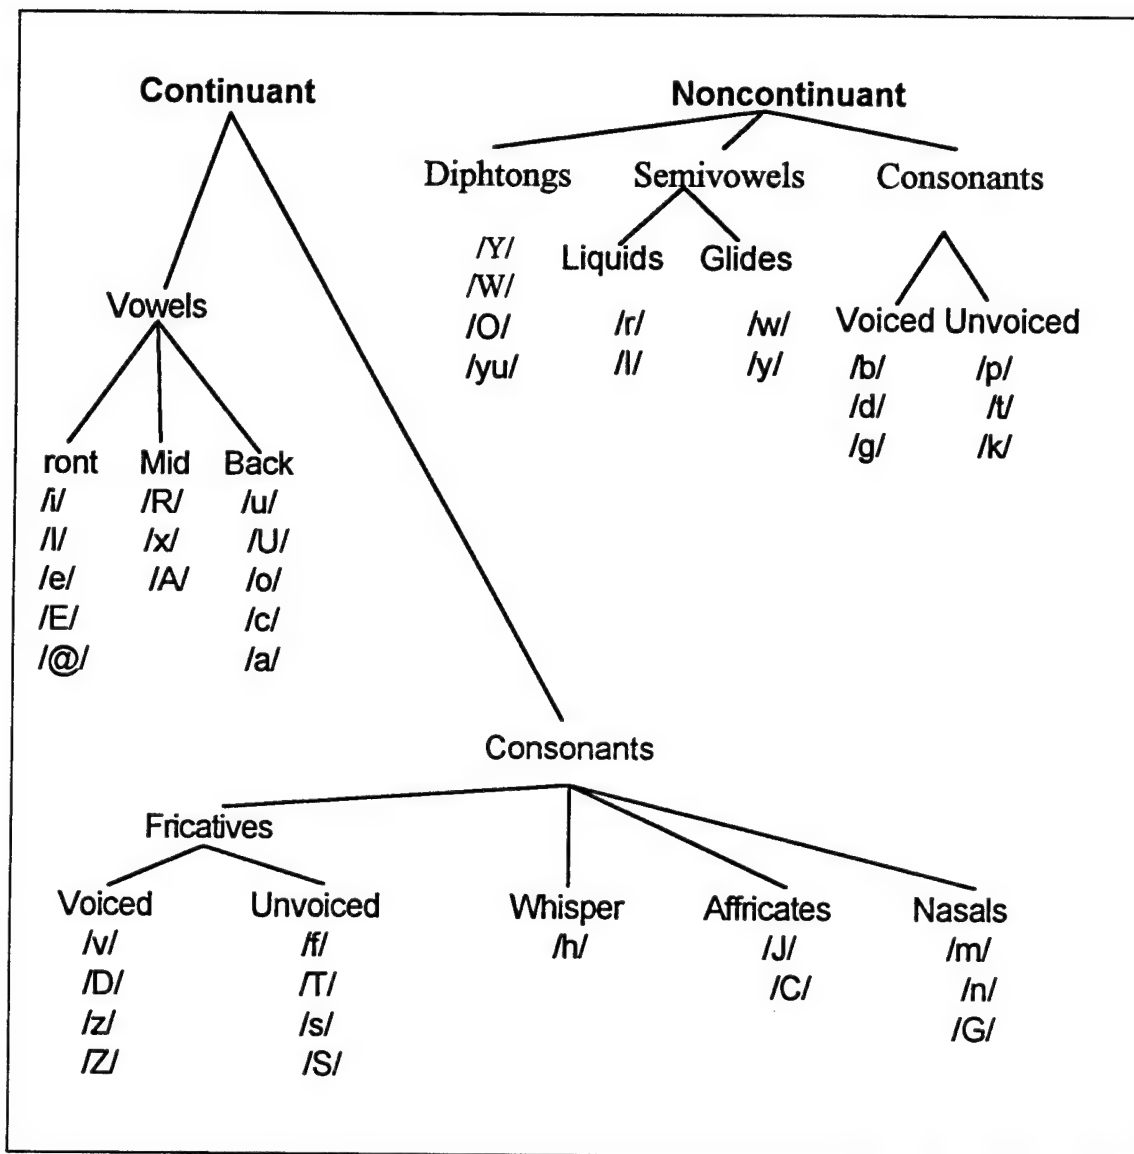 Continuant
Noncontinuant
Diphtongs Semivowels Consonants
/Y/ Liquids Glides
/W/
Vowels
/O/ /r/ /w/ Voiced Unvoiced
/yu/ /l/ /y/ /b/ /p/
/d/ /t/
/g/ /k/
ront Mid Back
/i/ /R/ /u/
/I/ /x/ /U/
/e/ /A/ /o/
/E/ /c/
/@/ /a/
Consonants
Fricatives
Voiced Unvoiced Whisper Affricates Nasals
/v/ /f/ /h/ /J/ /m/
/D/ /T/ /C/ /n/
/z/ /s/ /G/
/Z/ /S/